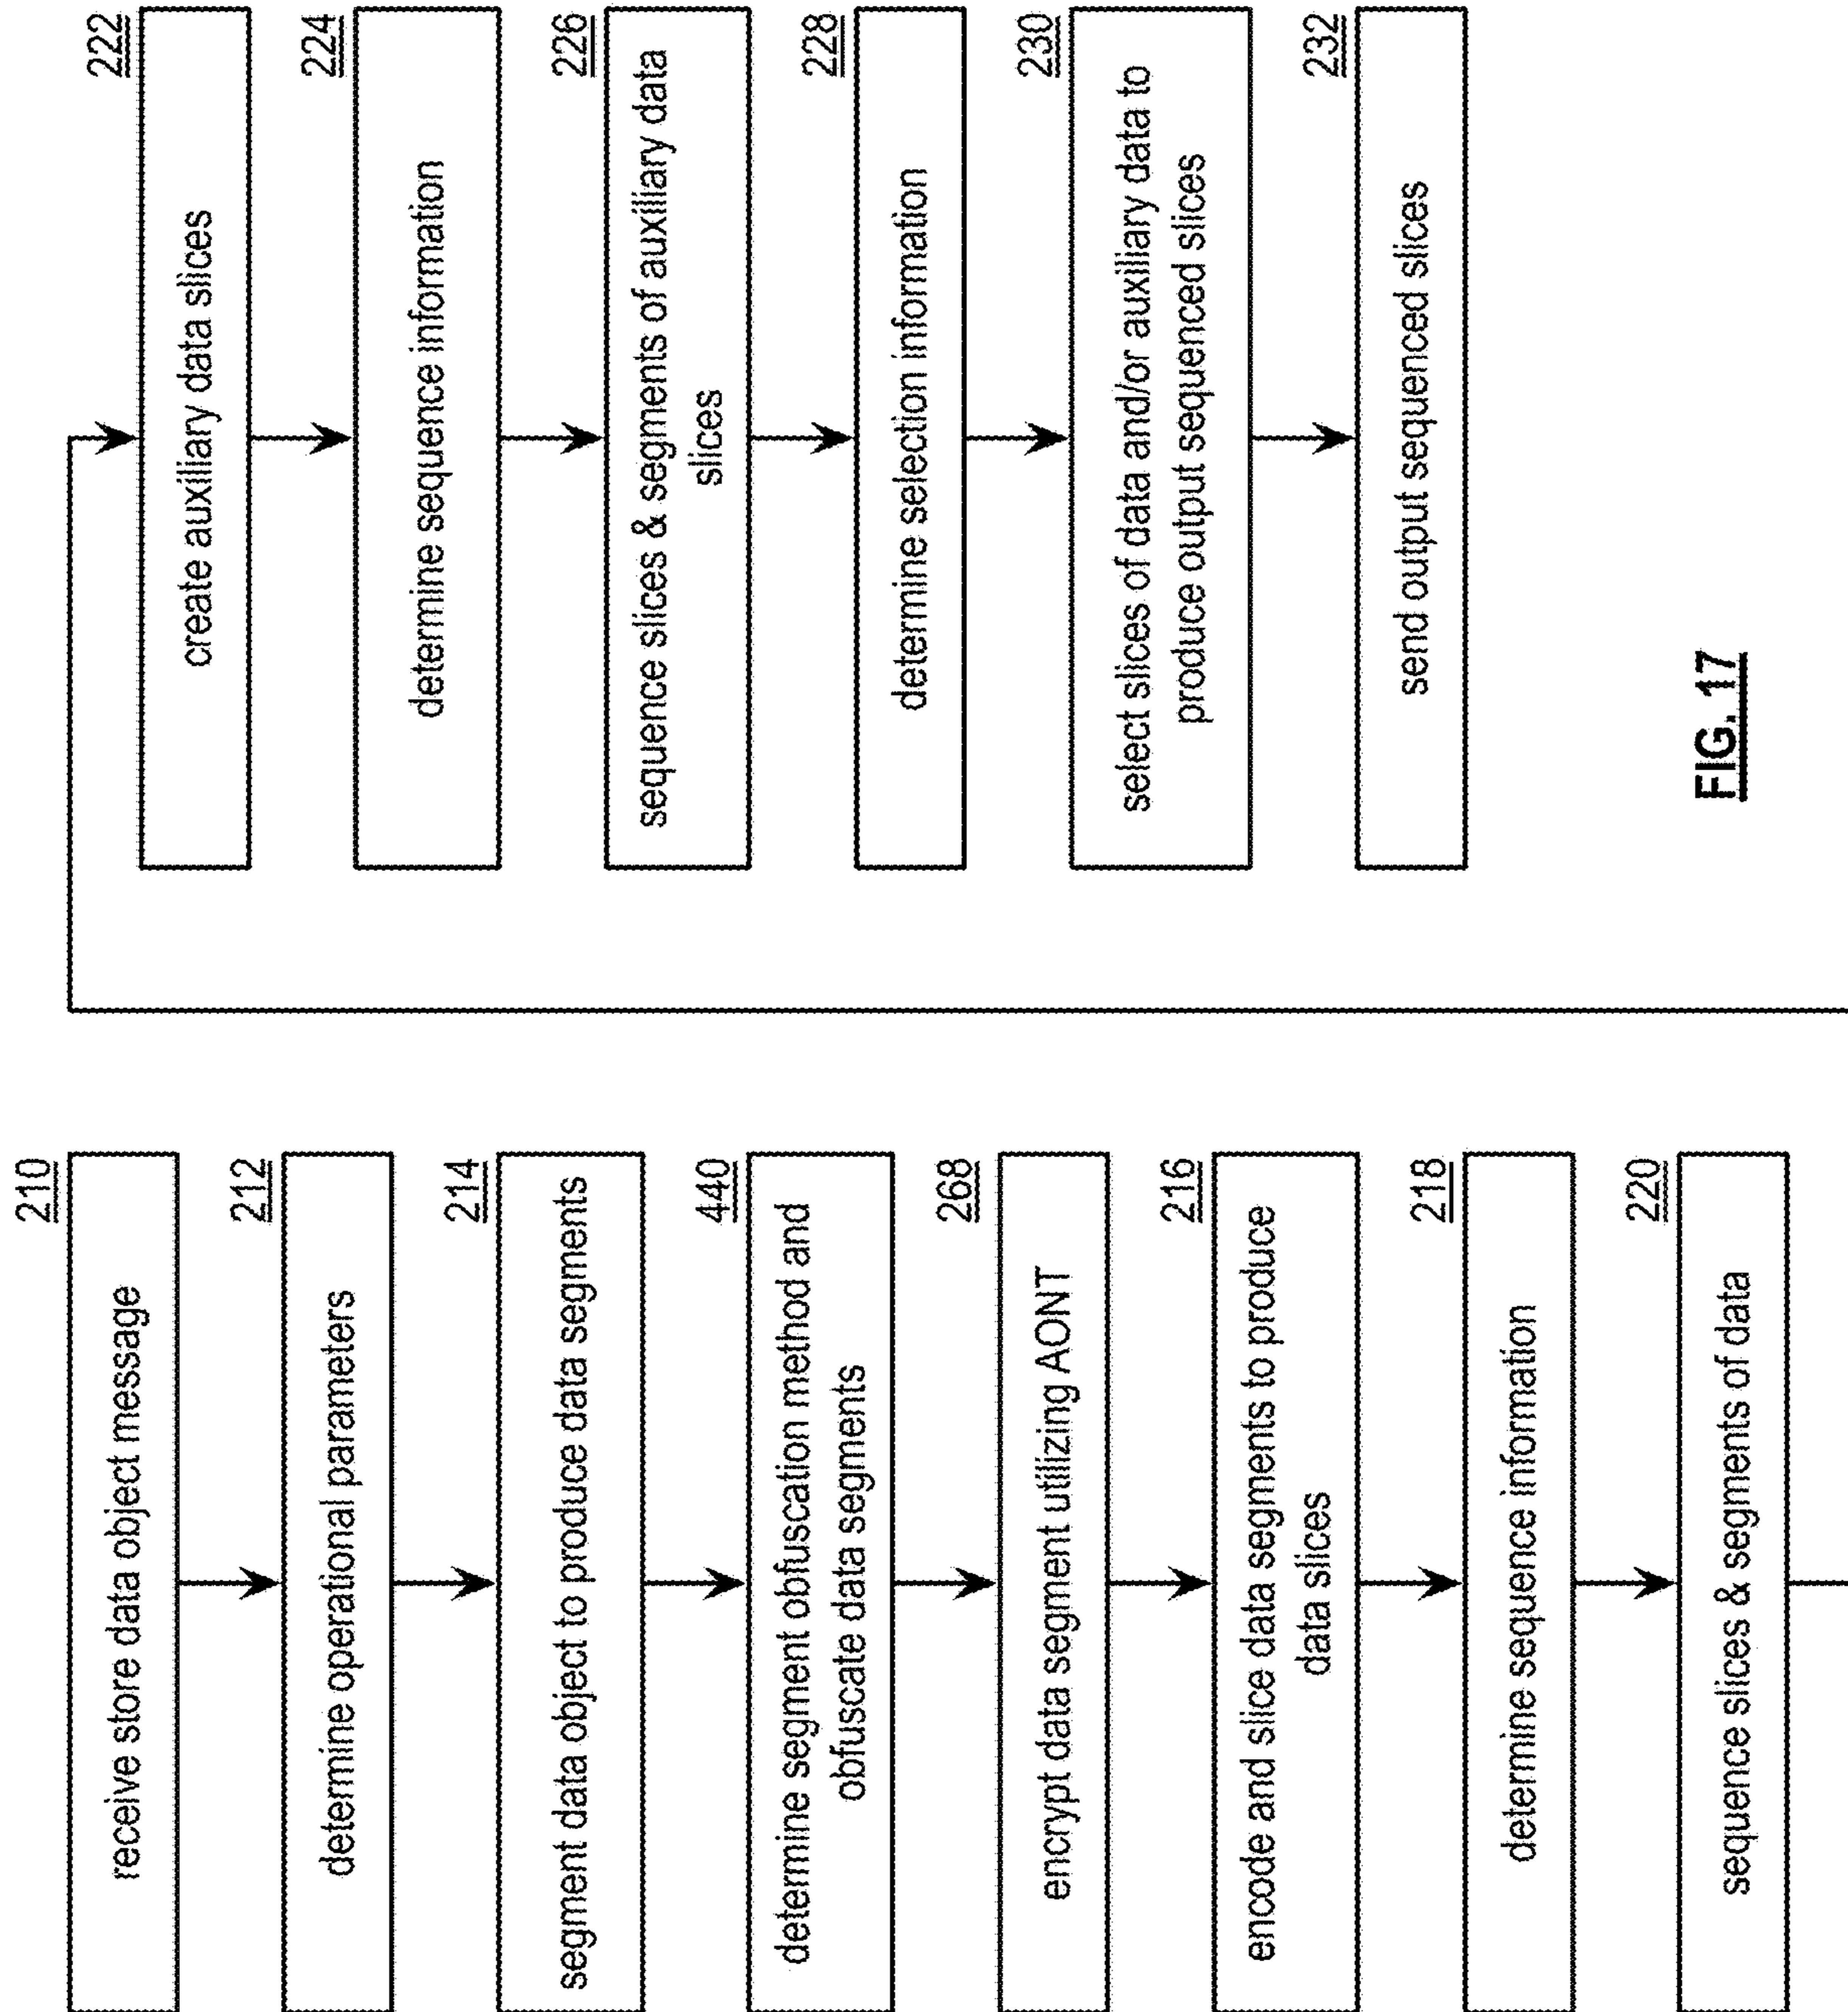 210
receive store data object message
212
determine operational parameters
214
segment data object to produce data segments
440
determine segment obfuscation method and
obfuscate data segments
268
encrypt data segment utilizing AONT
216
encode and slice data segments to produce
data slices
218
determine sequence information
220
sequence slices & segments of data
222
create auxiliary data slices
224
determine sequence information
226
sequence slices & segments of auxiliary data
slices
228
determine selection information
230
select slices of data and/or auxiliary data to
produce output sequenced slices
232
send output sequenced slices
FIG. 17